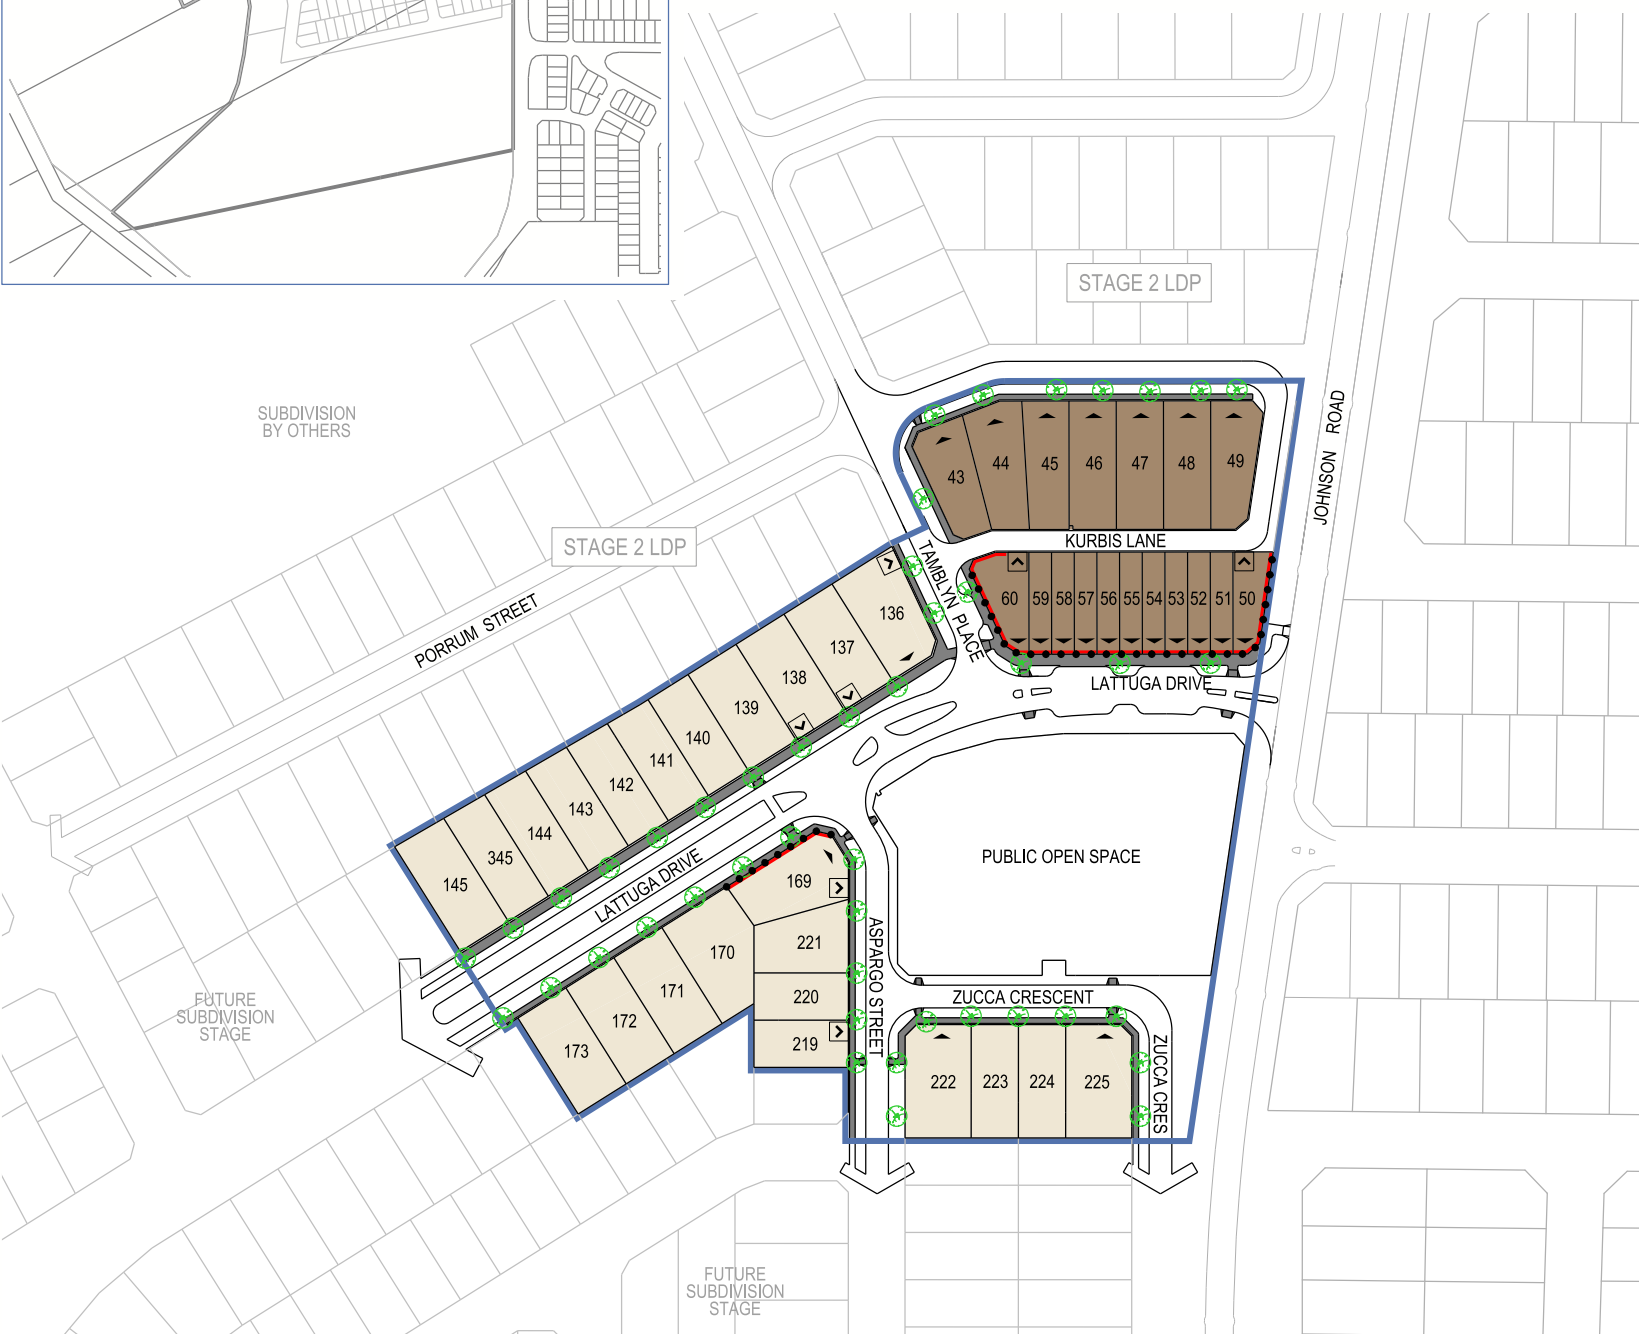 STAGE 2 LDP
SUBDIVISION
BY OTHERS
JOHNSON ROAD
43
44
45
46
47
48
49
KURBIS LANE
STAGE 2 LDP
PORRUM STREET
TAMBLYN PLACE
60
59
58
57
56
55
54
53
52
51
50
LATTUGA DRIVE
136
137
138
139
140
141
142
143
144
345
145
LATTUGA DRIVE
PUBLIC OPEN SPACE
169
170
171
172
173
221
220
219
ASPARGO STREET
ZUCCA CRESCENT
222
223
224
225
ZUCCA CRES
FUTURE
SUBDIVISION
STAGE
FUTURE
SUBDIVISION
STAGE